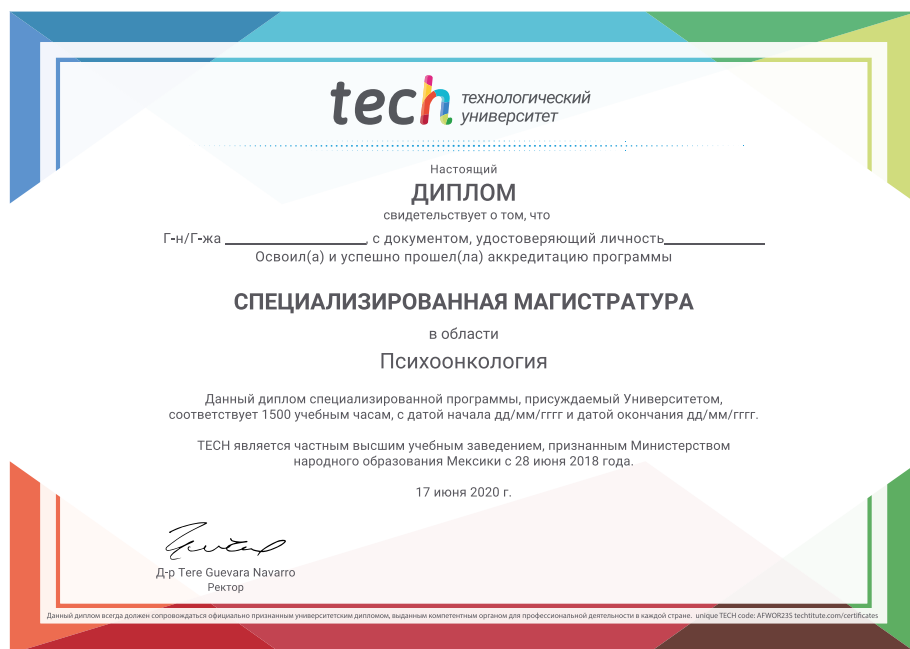 tech технологический
университет
Настоящий
ДИПЛОМ
свидетельствует о том, что
Г-н/Г-жа ____________, с документом, удостоверяющий личность____________
Освоил(а) и успешно прошел(ла) аккредитацию программы
СПЕЦИАЛИЗИРОВАННАЯ МАГИСТРАТУРА
в области
Психоонкология
Данный диплом специализированной программы, присуждаемый Университетом,
соответствует 1500 учебным часам, с датой начала дд/мм/гггг и датой окончания дд/мм/гггг.
TECH является частным высшим учебным заведением, признанным Министерством
народного образования Мексики с 28 июня 2018 года.
17 июня 2020 г.
Д-р Tere Guevara Navarro
Ректор
Данный диплом всегда должен сопровождаться официально признанным университетским дипломом, выданным компетентным органом для профессиональной деятельности в каждой стране. unique TECH code: AFWOR23S techtitute.com/certificates